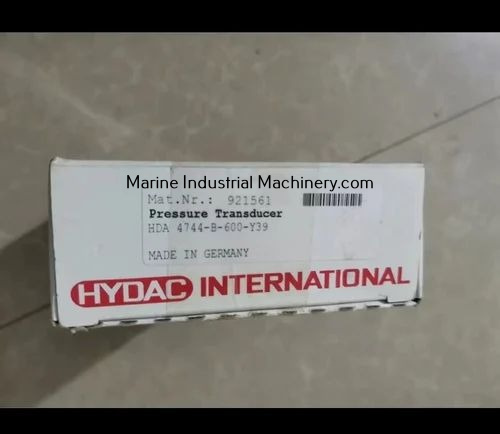 Marine Industrial Machinery.com
Mat.Nr.: 921561
Pressure Transducer
HDA 4744-B-600-Y39
MADE IN GERMANY
HYDAC INTERNATIONAL